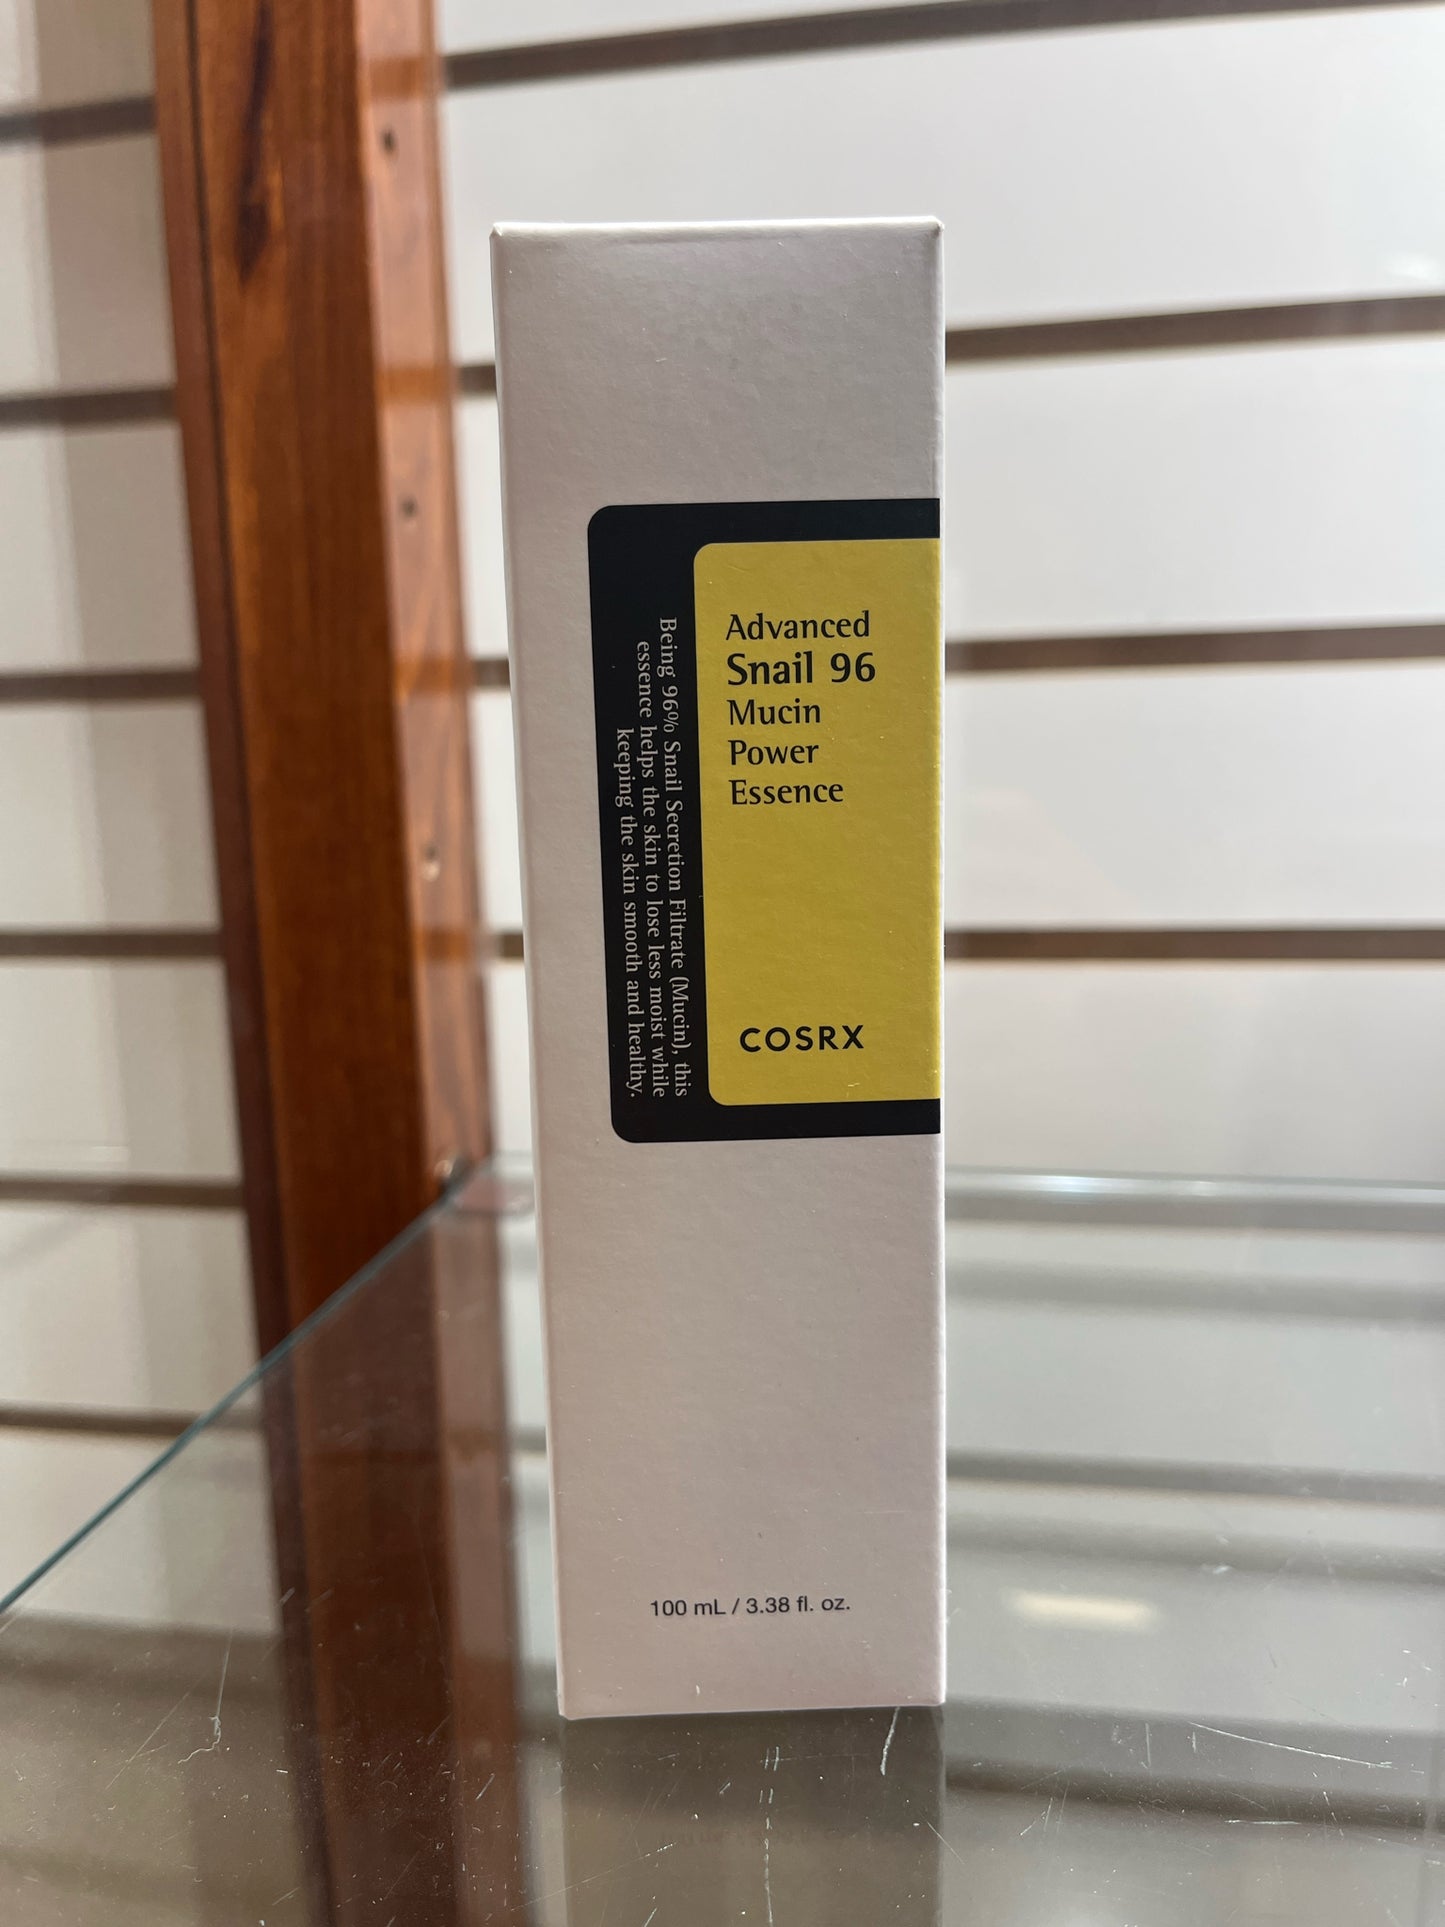 Advanced
Snail 96
Mucin
Power
Essence
COSRX
Being 96% Snail Secretion Filtrate (Mucin), this
essence helps the skin to lose less moist while
keeping the skin smooth and healthy.
100 mL / 3.38 fl. oz.